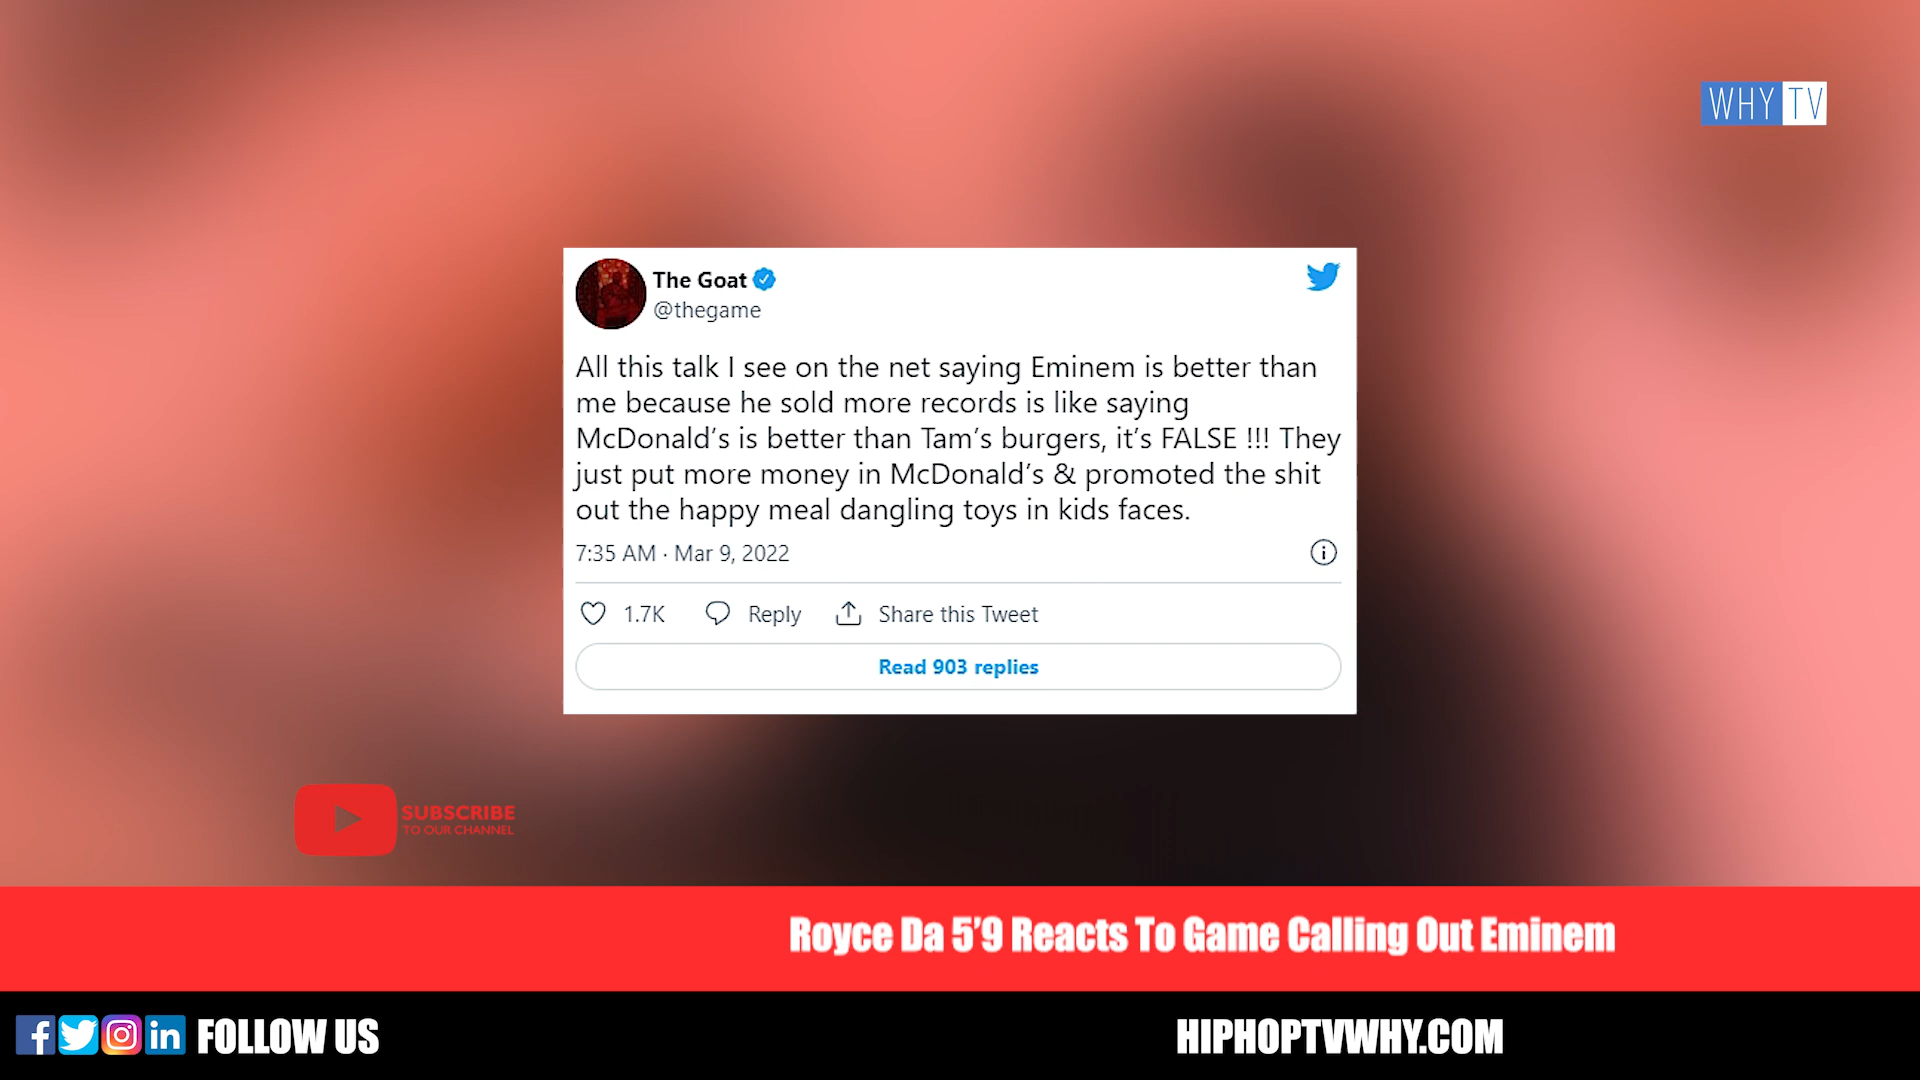 WHY TV
The Goat
@thegame
All this talk I see on the net saying Eminem is better than
me because he sold more records is like saying
McDonald's is better than Tam's burgers, it's FALSE !!! They
just put more money in McDonald's & promoted the shit
out the happy meal dangling toys in kids faces.
7:35 AM · Mar 9, 2022
1.7K Reply Share this Tweet
Read 903 replies
SUBSCRIBE
TO OUR CHANNEL
Royce Da 5'9 Reacts To Game Calling Out Eminem
FOLLOW US
HIPHOPTVWHY.COM